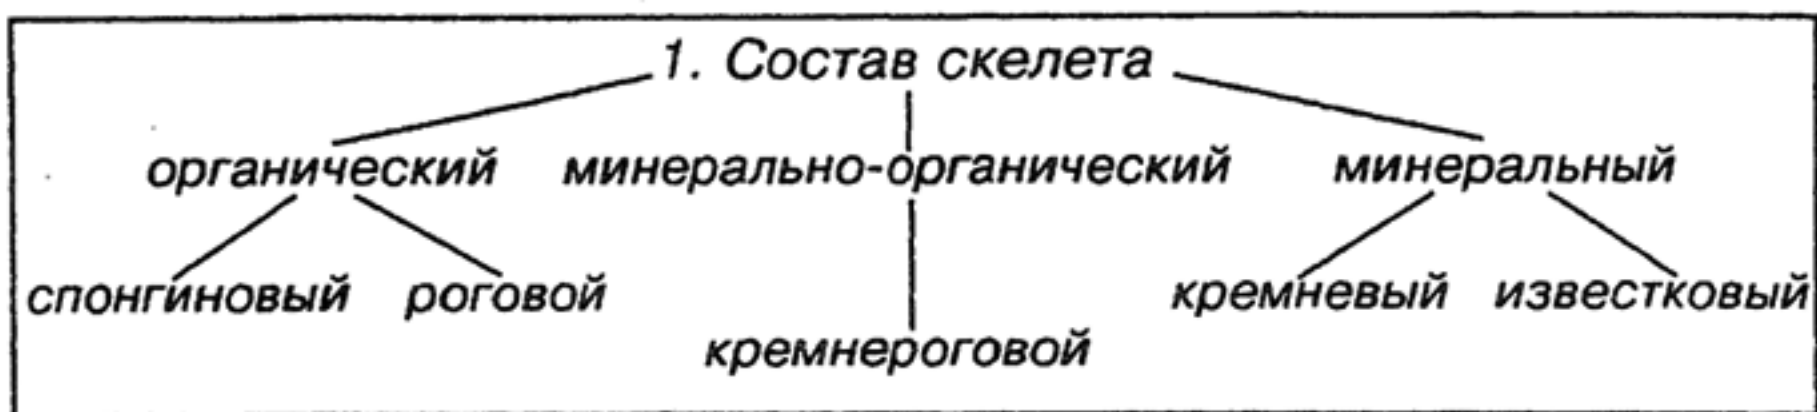 1. Состав скелета
органический минерально-органический минеральный
спонгиновый роговой кремневый известковый
кремнероговой